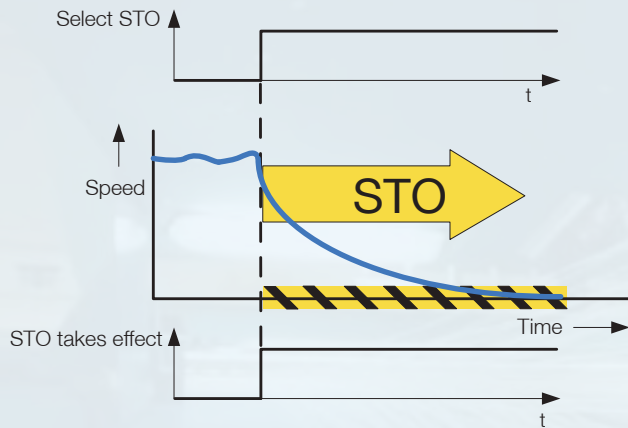 Select STO
t
Speed
STO
Time
STO takes effect
t